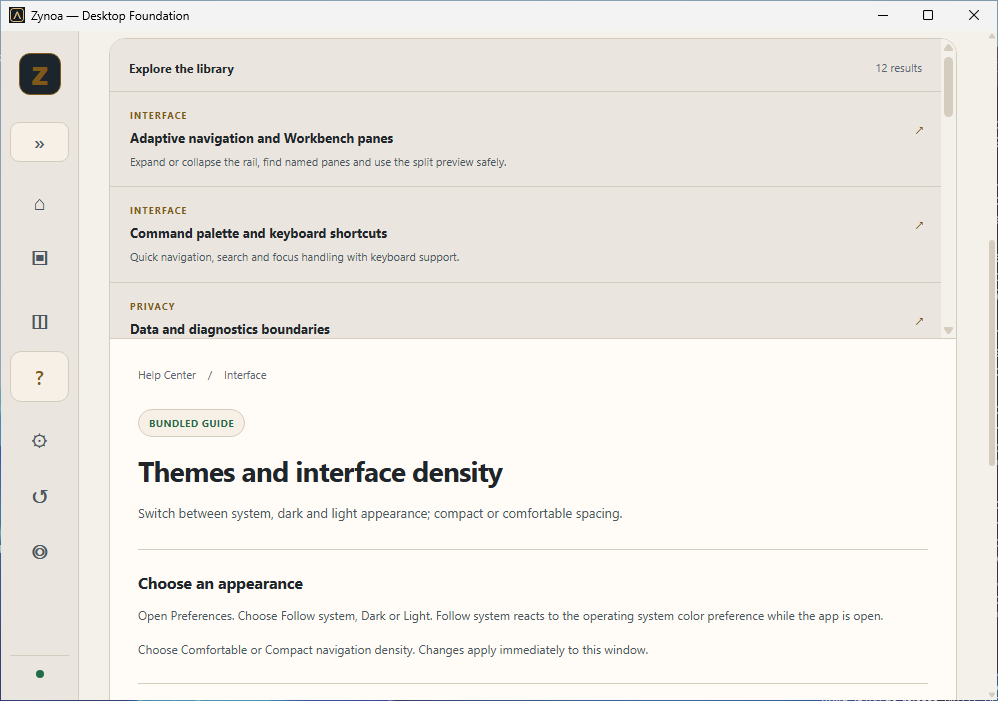 Zynoa — Desktop Foundation
Z
»
?
Explore the library
12 results
INTERFACE
Adaptive navigation and Workbench panes
Expand or collapse the rail, find named panes and use the split preview safely.
↗
INTERFACE
Command palette and keyboard shortcuts
Quick navigation, search and focus handling with keyboard support.
↗
PRIVACY
Data and diagnostics boundaries
↗
Help Center / Interface
BUNDLED GUIDE
Themes and interface density
Switch between system, dark and light appearance; compact or comfortable spacing.
Choose an appearance
Open Preferences. Choose Follow system, Dark or Light. Follow system reacts to the operating system color preference while the app is open.
Choose Comfortable or Compact navigation density. Changes apply immediately to this window.